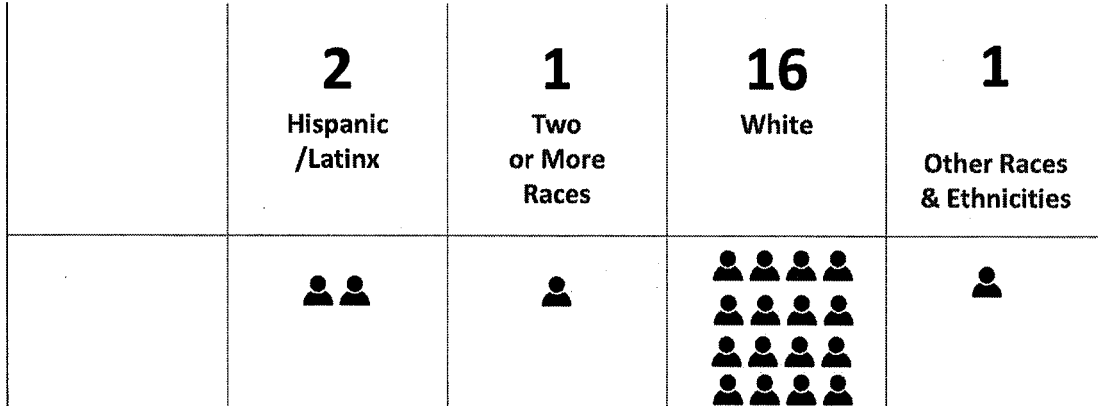 2
Hispanic
/Latinx
1
Two
or More
Races
16
White
1
Other Races
& Ethnicities